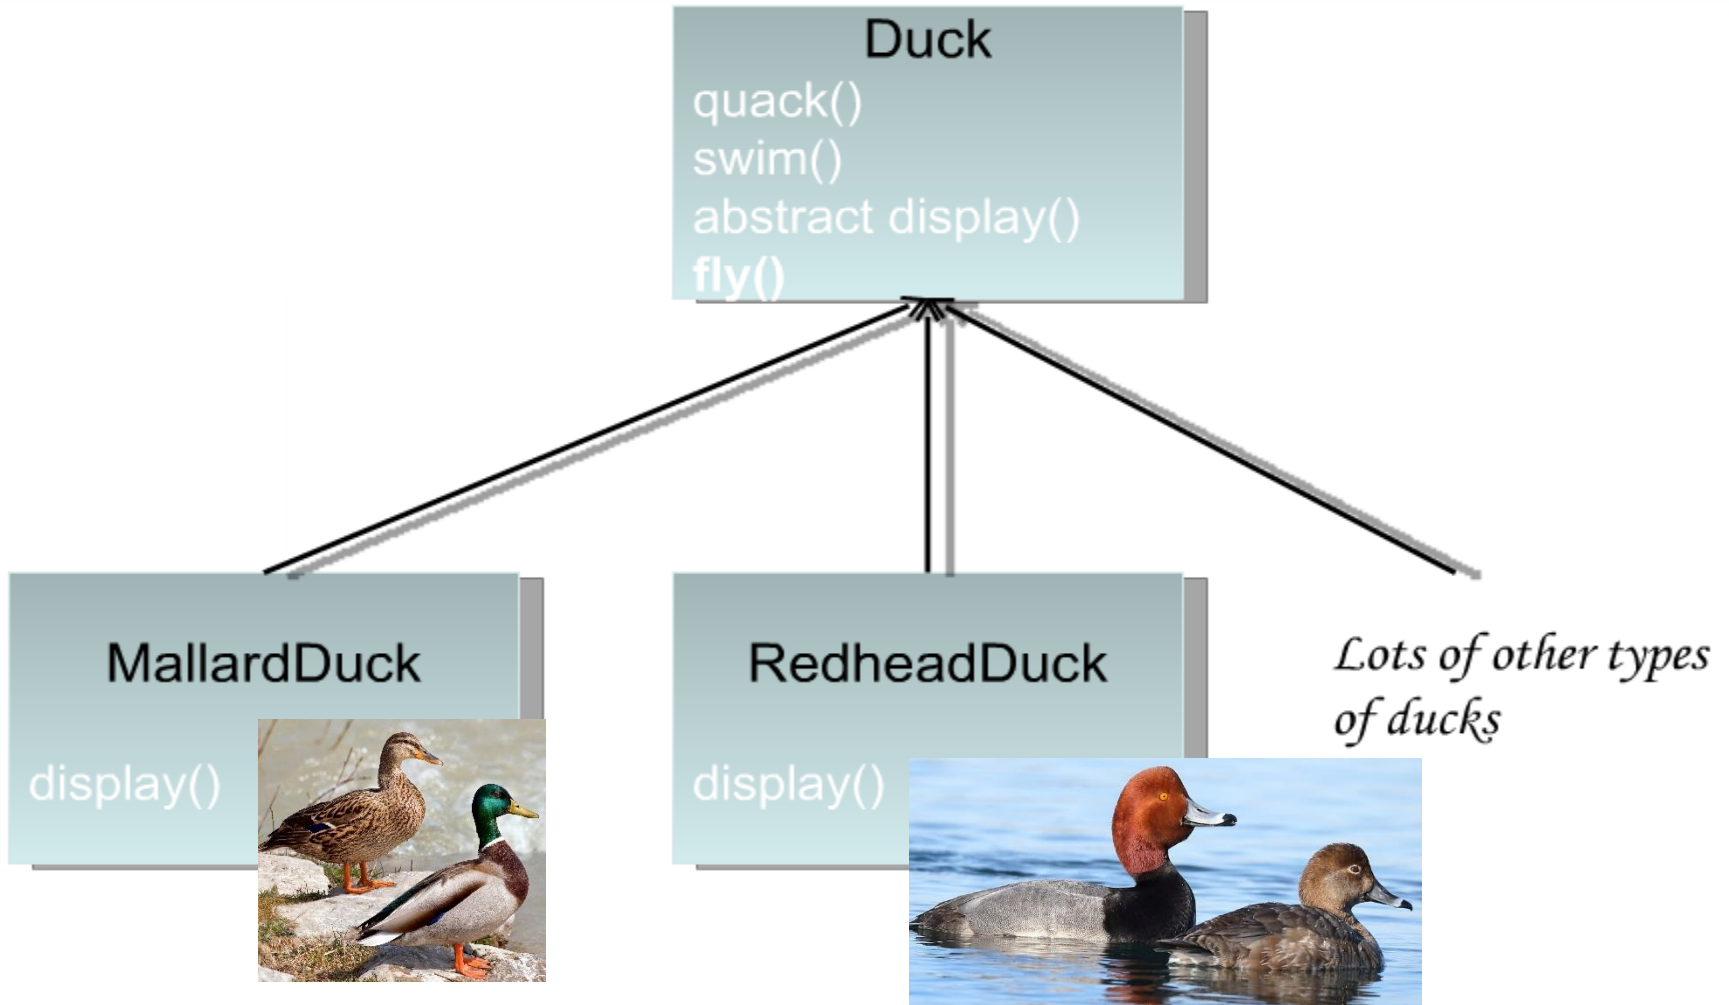 Duck
quack()
swim()
abstract display()
fly()
MallardDuck
display()
RedheadDuck
display()
Lots of other types
of ducks